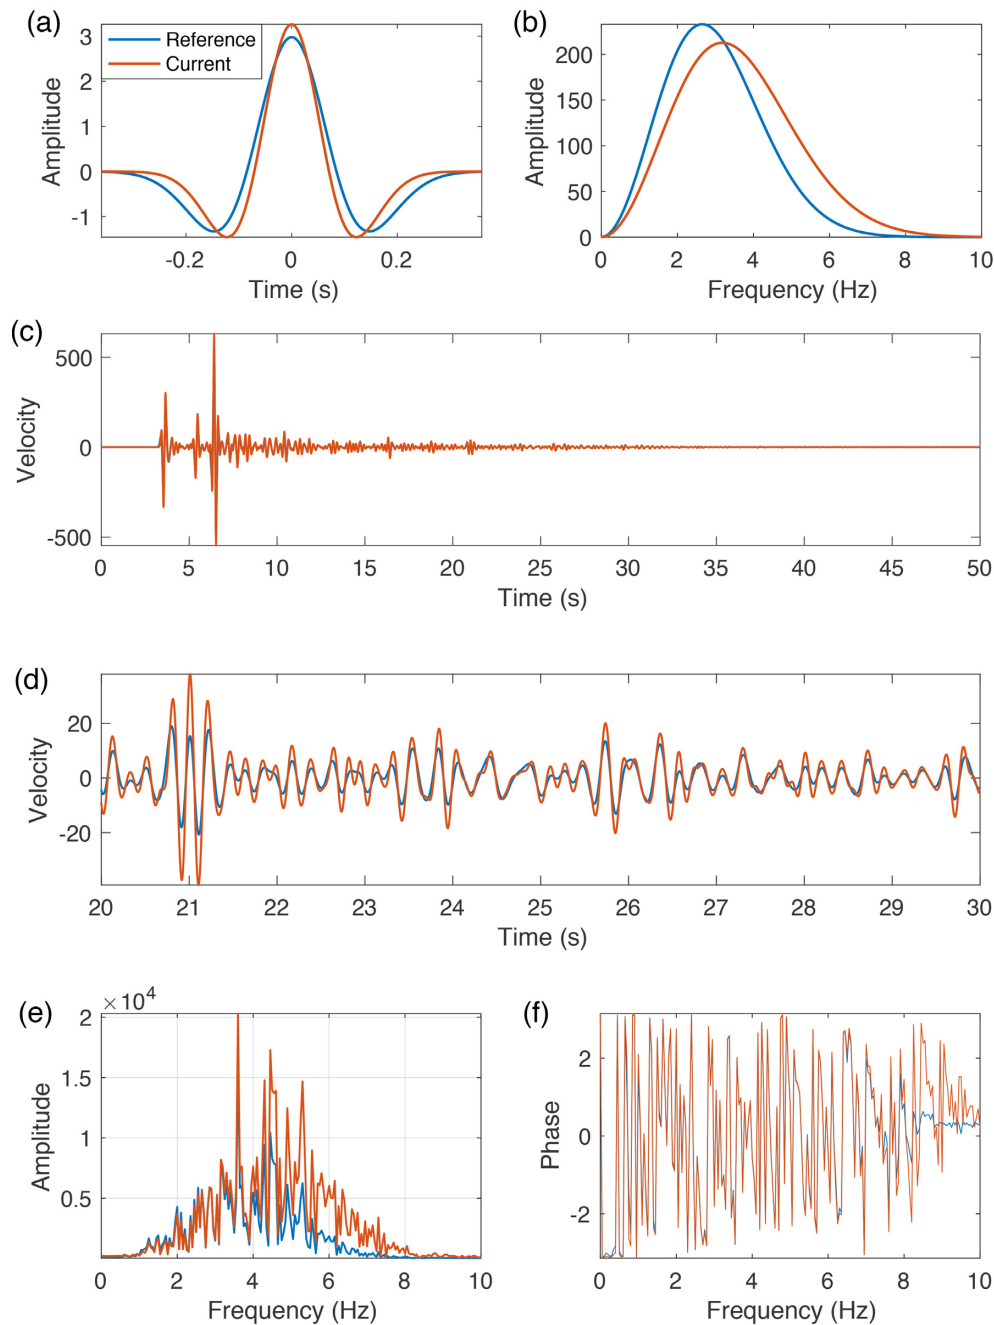 (a)
Reference
Current
3
2
1
0
-1
Amplitude
-0.2 0 0.2
Time (s)
(b)
200
150
100
50
0
Amplitude
0 2 4 6 8 10
Frequency (Hz)
(c)
500
0
-500
Velocity
0 5 10 15 20 25 30 35 40 45 50
Time (s)
(d)
20
0
-20
Velocity
20 21 22 23 24 25 26 27 28 29 30
Time (s)
(e)
×10⁴
2
1.5
1
0.5
Amplitude
0 2 4 6 8 10
Frequency (Hz)
(f)
2
0
-2
Phase
0 2 4 6 8 10
Frequency (Hz)